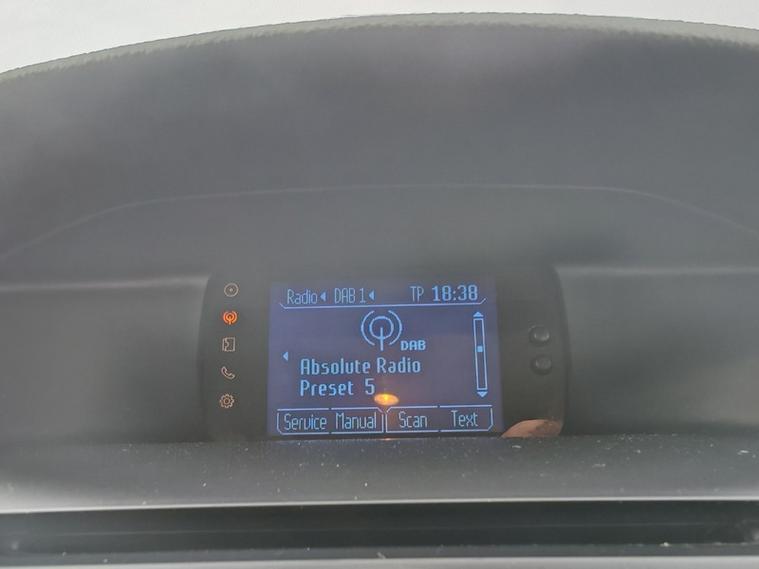 Radio DAB 1 TP 18:38
DAB
Absolute Radio
Preset 5
Service Manual Scan Text